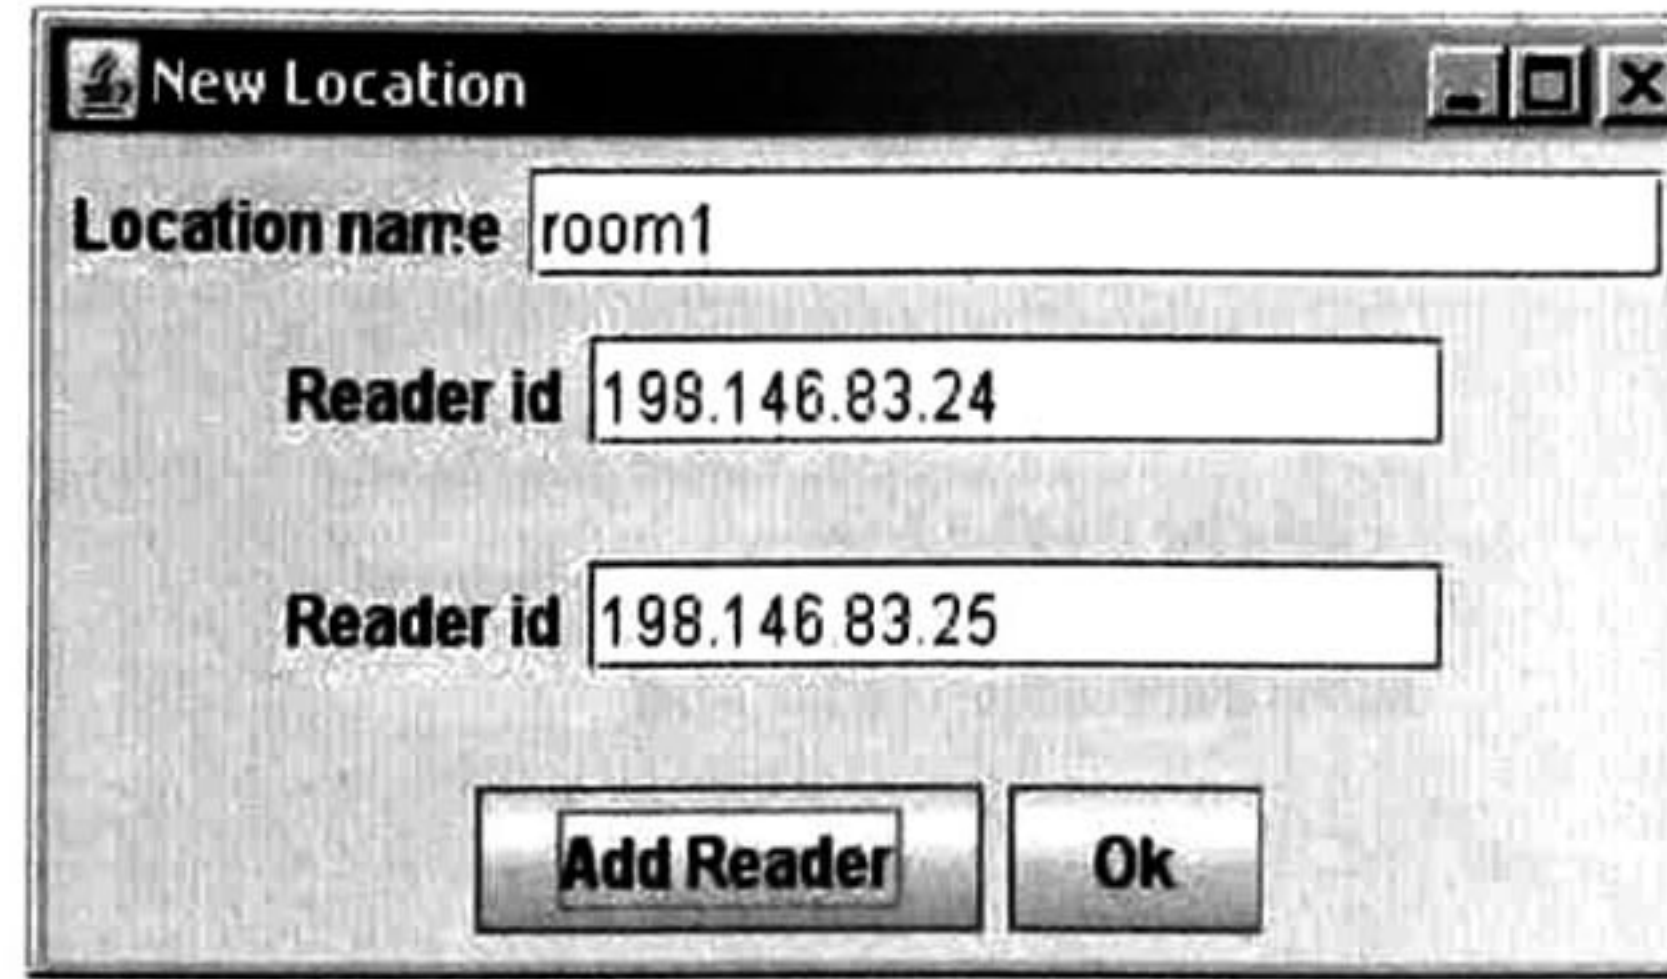 New Location
Location name room1
Reader id 198.146.83.24
Reader id 198.146.83.25
Add Reader Ok